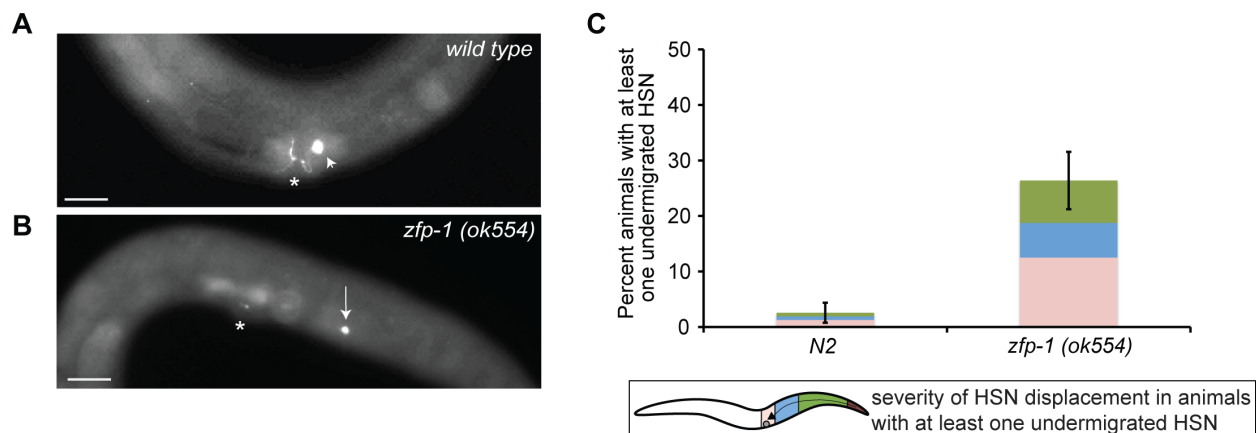 A
wild type
*
B
zfp-1 (ok554)
*
C
Percent animals with at least
one undermigrated HSN
50
40
30
20
10
0
N2
zfp-1 (ok554)
severity of HSN displacement in animals
with at least one undermigrated HSN